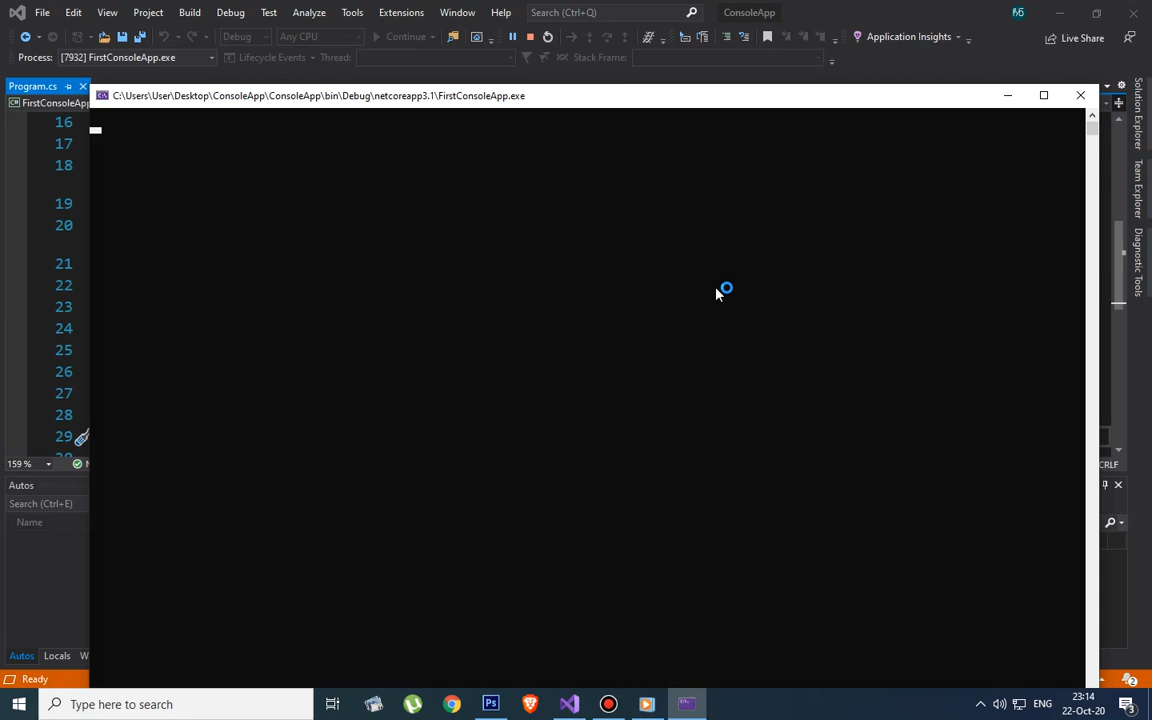 File Edit View Project Build Debug Test Analyze Tools Extensions Window Help Search (Ctrl+Q) ConsoleApp
Debug Any CPU Continue Application Insights Live Share
Process: [7932] FirstConsoleApp.exe Lifecycle Events Thread: Stack Frame:
Program.cs
C:\Users\User\Desktop\ConsoleApp\ConsoleApp\bin\Debug\netcoreapp3.1\FirstConsoleApp.exe
FirstConsoleApp
16
17
18
19
20
21
22
23
24
25
26
27
28
29
159 %
CRLF
Autos
Search (Ctrl+E)
Name
Autos Locals
Ready
2
Solution Explorer
Team Explorer
Diagnostic Tools
Type here to search
Ps
ENG
23:14
22-Oct-20
3